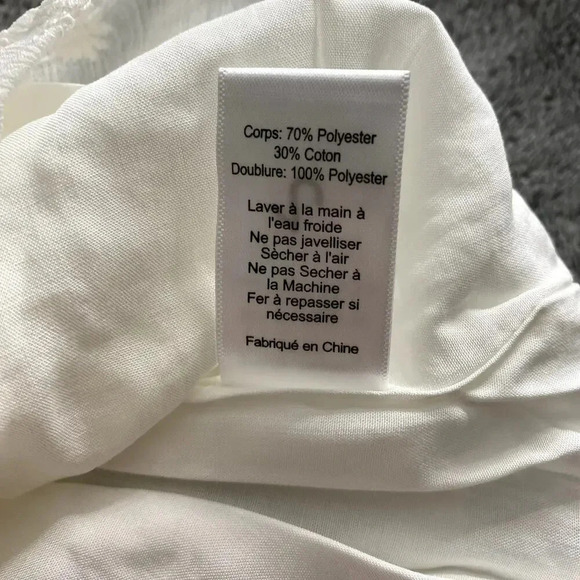 Corps: 70% Polyester
30% Coton
Doublure: 100% Polyester
Laver à la main à
l'eau froide
Ne pas javelliser
Sècher à l'air
Ne pas Secher à
la Machine
Fer à repasser si
nécessaire
Fabriqué en Chine